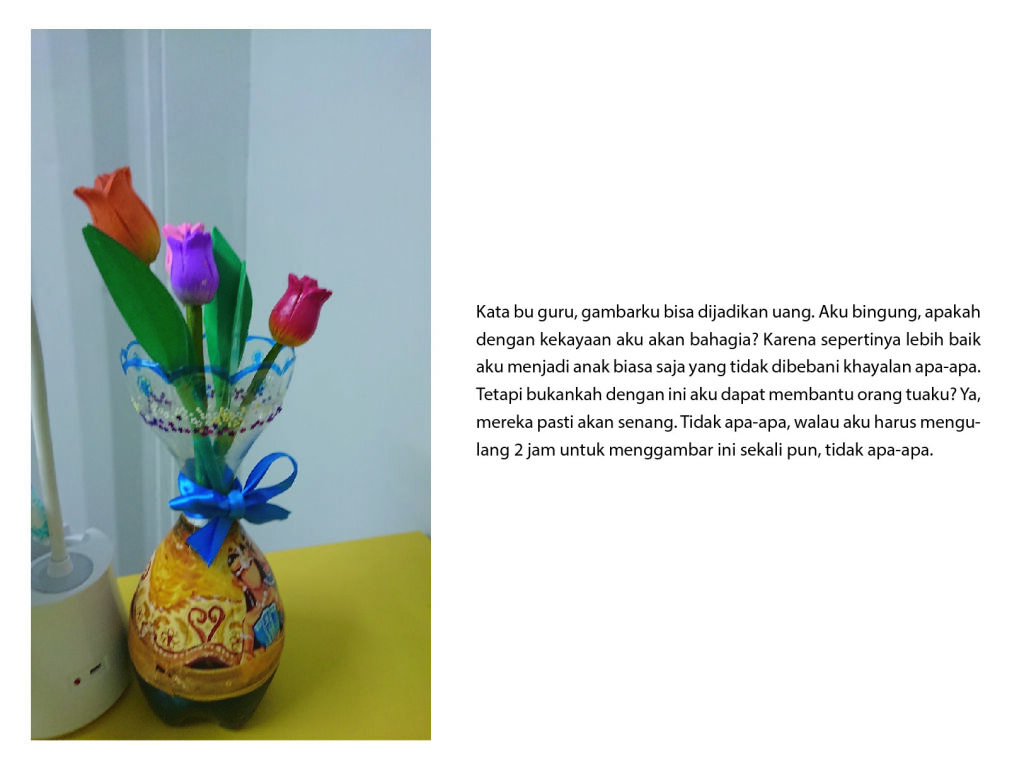 Kata bu guru, gambarku bisa dijadikan uang. Aku bingung, apakah
dengan kekayaan aku akan bahagia? Karena sepertinya lebih baik
aku menjadi anak biasa saja yang tidak dibebani khayalan apa-apa.
Tetapi bukankah dengan ini aku dapat membantu orang tuaku? Ya,
mereka pasti akan senang. Tidak apa-apa, walau aku harus mengu-
lang 2 jam untuk menggambar ini sekali pun, tidak apa-apa.